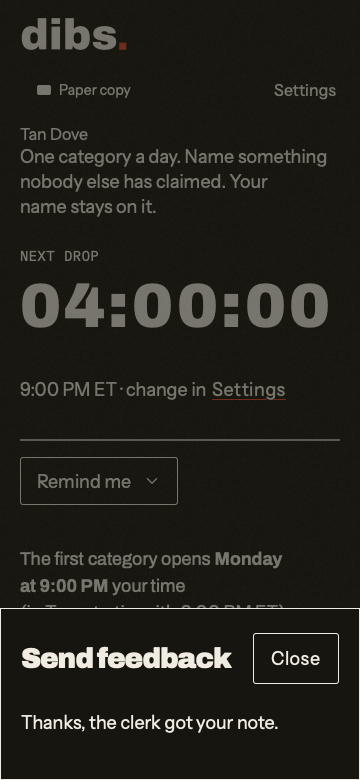 dibs.
Paper copy
Settings
Tan Dove
One category a day. Name something
nobody else has claimed. Your
name stays on it.
NEXT DROP
04:00:00
9:00 PM ET · change in Settings
Remind me
The first category opens Monday
at 9:00 PM your time
Send feedback
Close
Thanks, the clerk got your note.